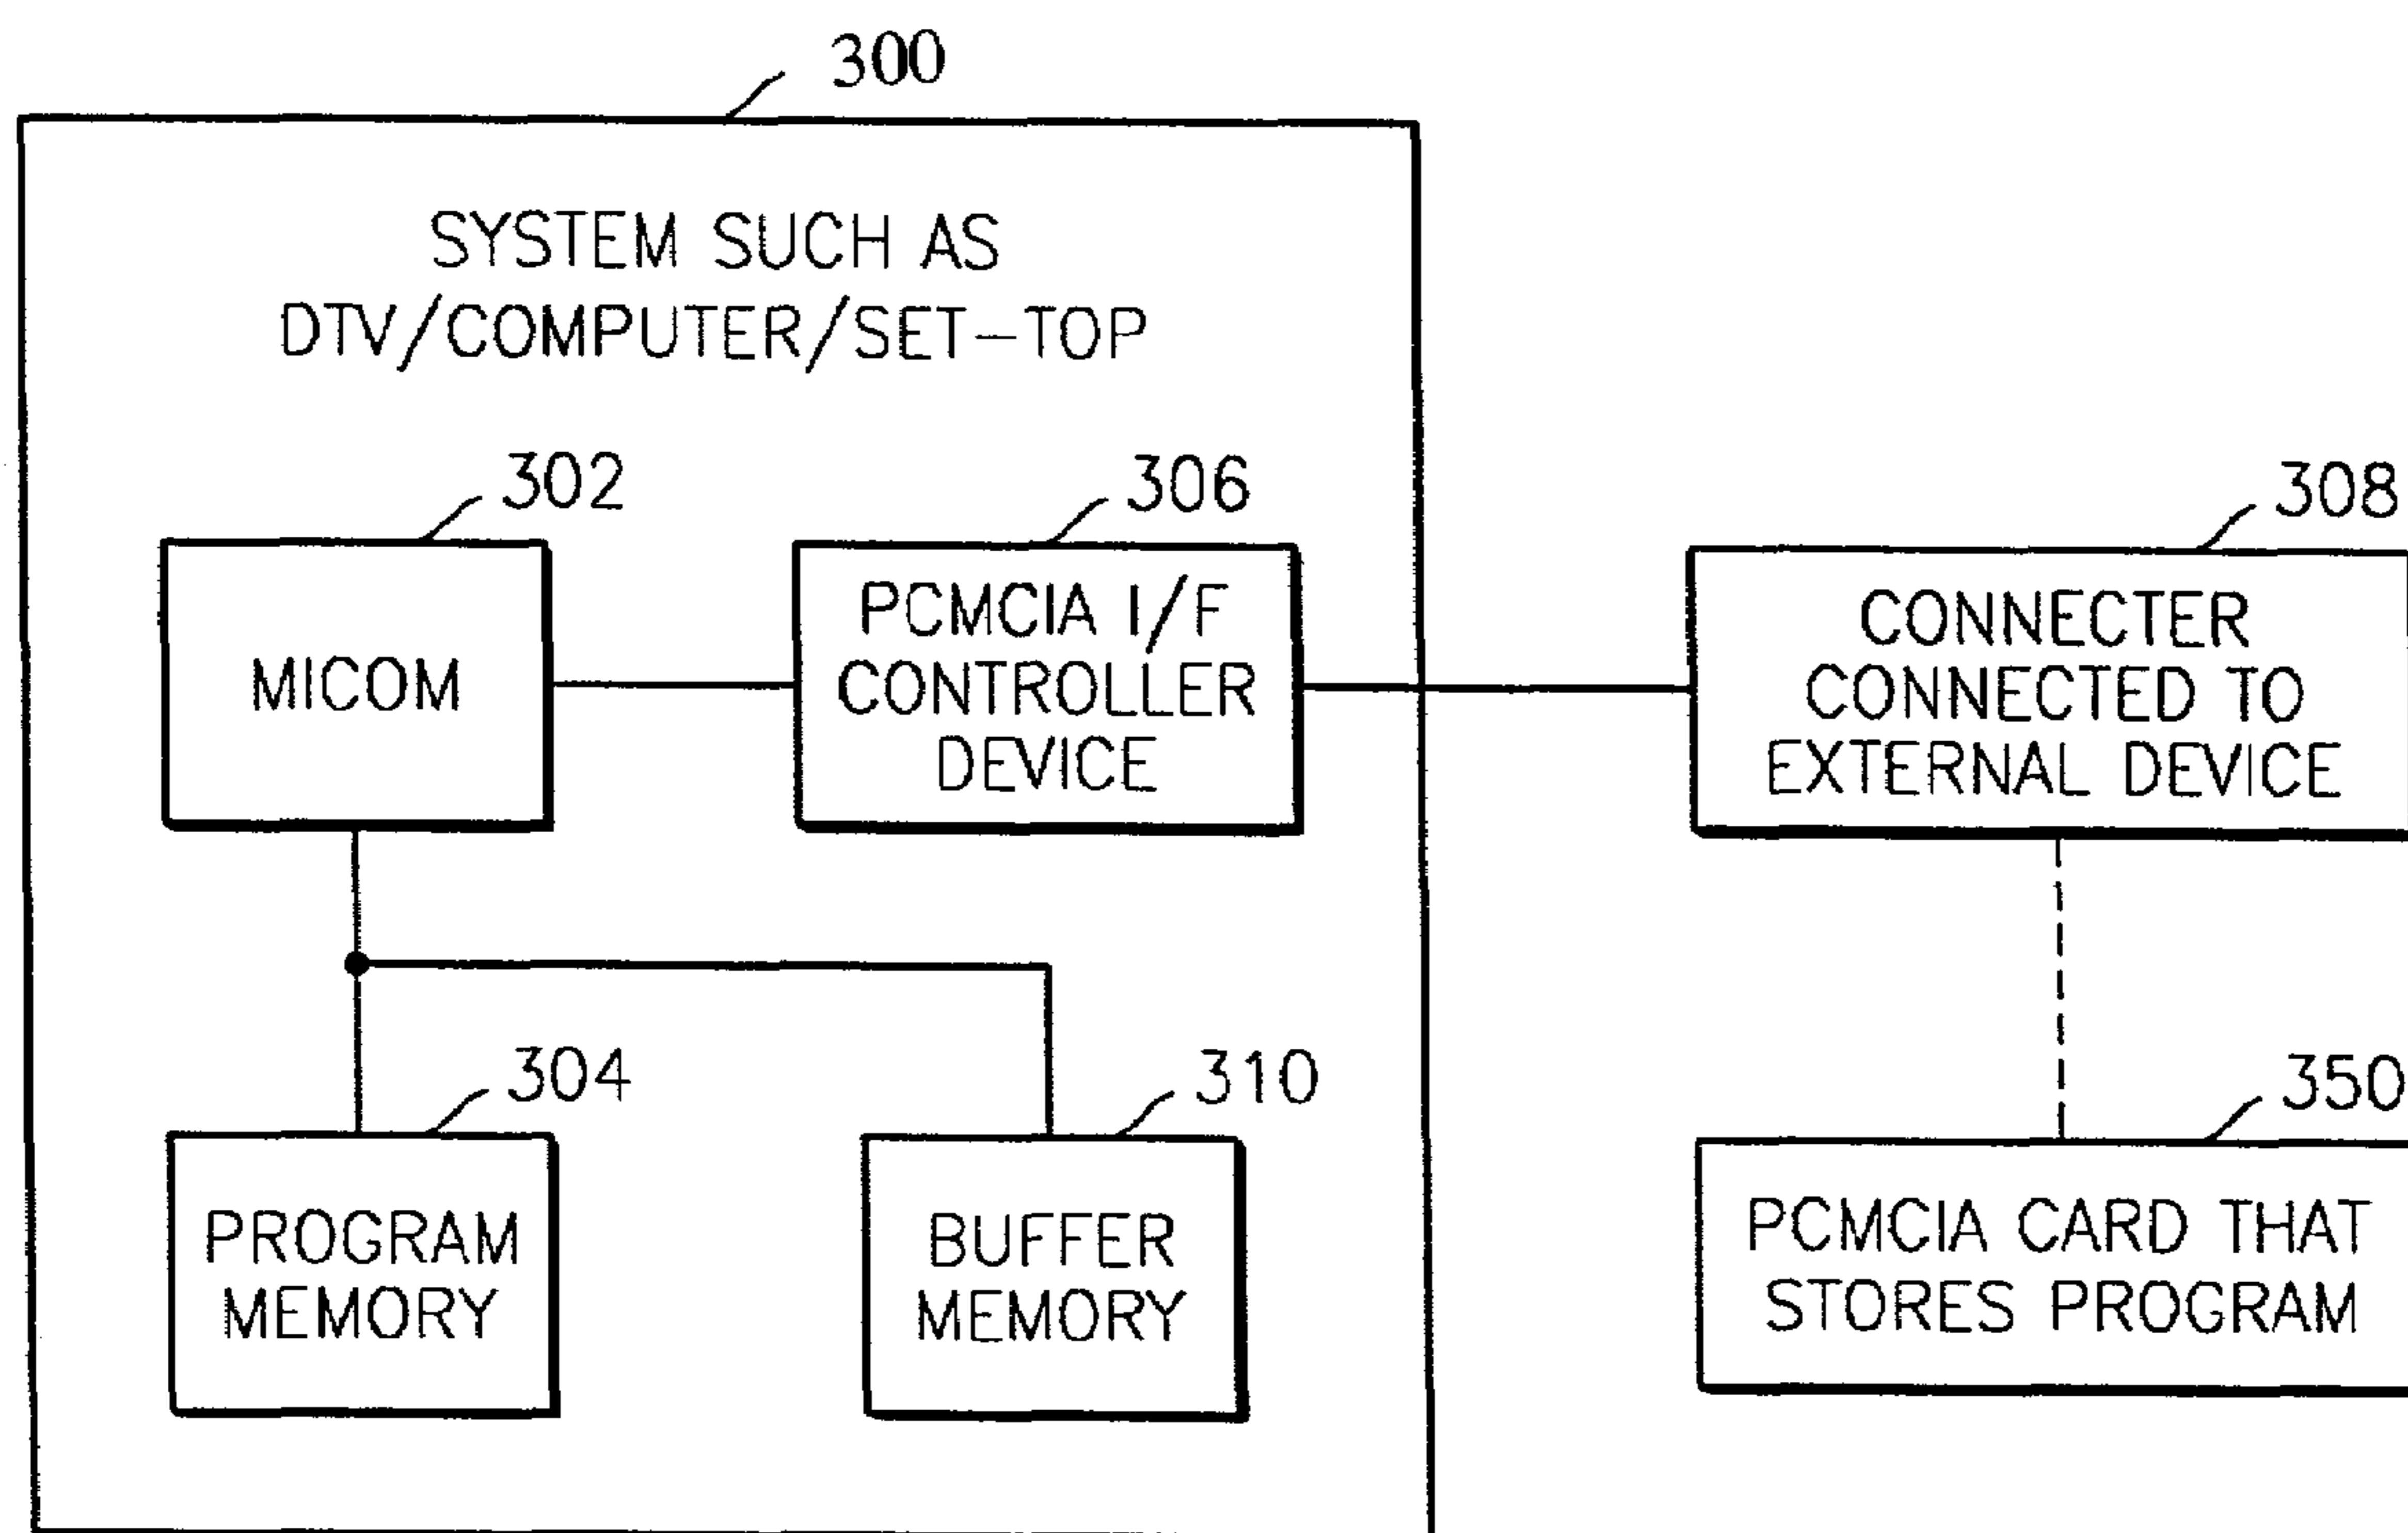 300
SYSTEM SUCH AS
DTV/COMPUTER/SET-TOP
302
306
308
MICOM
PCMCIA I/F
CONTROLLER
DEVICE
CONNECTER
CONNECTED TO
EXTERNAL DEVICE
304
310
350
PROGRAM
MEMORY
BUFFER
MEMORY
PCMCIA CARD THAT
STORES PROGRAM